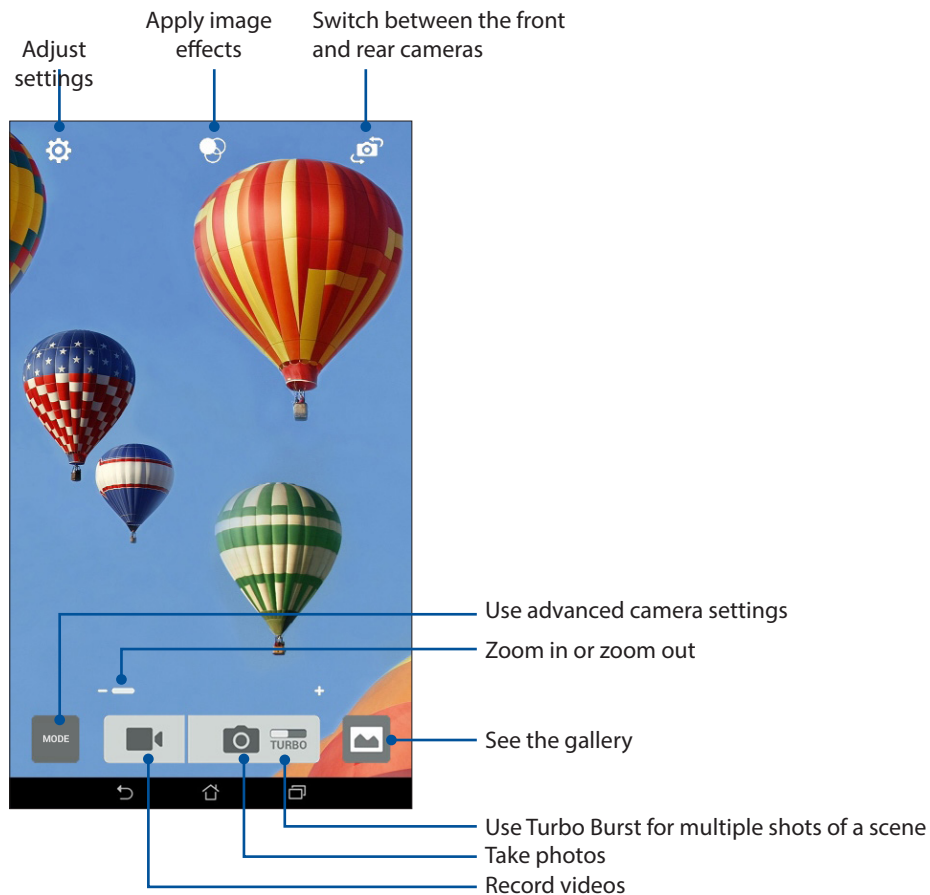 Adjust
settings
Apply image
effects
Switch between the front
and rear cameras
Use advanced camera settings
Zoom in or zoom out
- +
MODE
TURBO
See the gallery
Use Turbo Burst for multiple shots of a scene
Take photos
Record videos